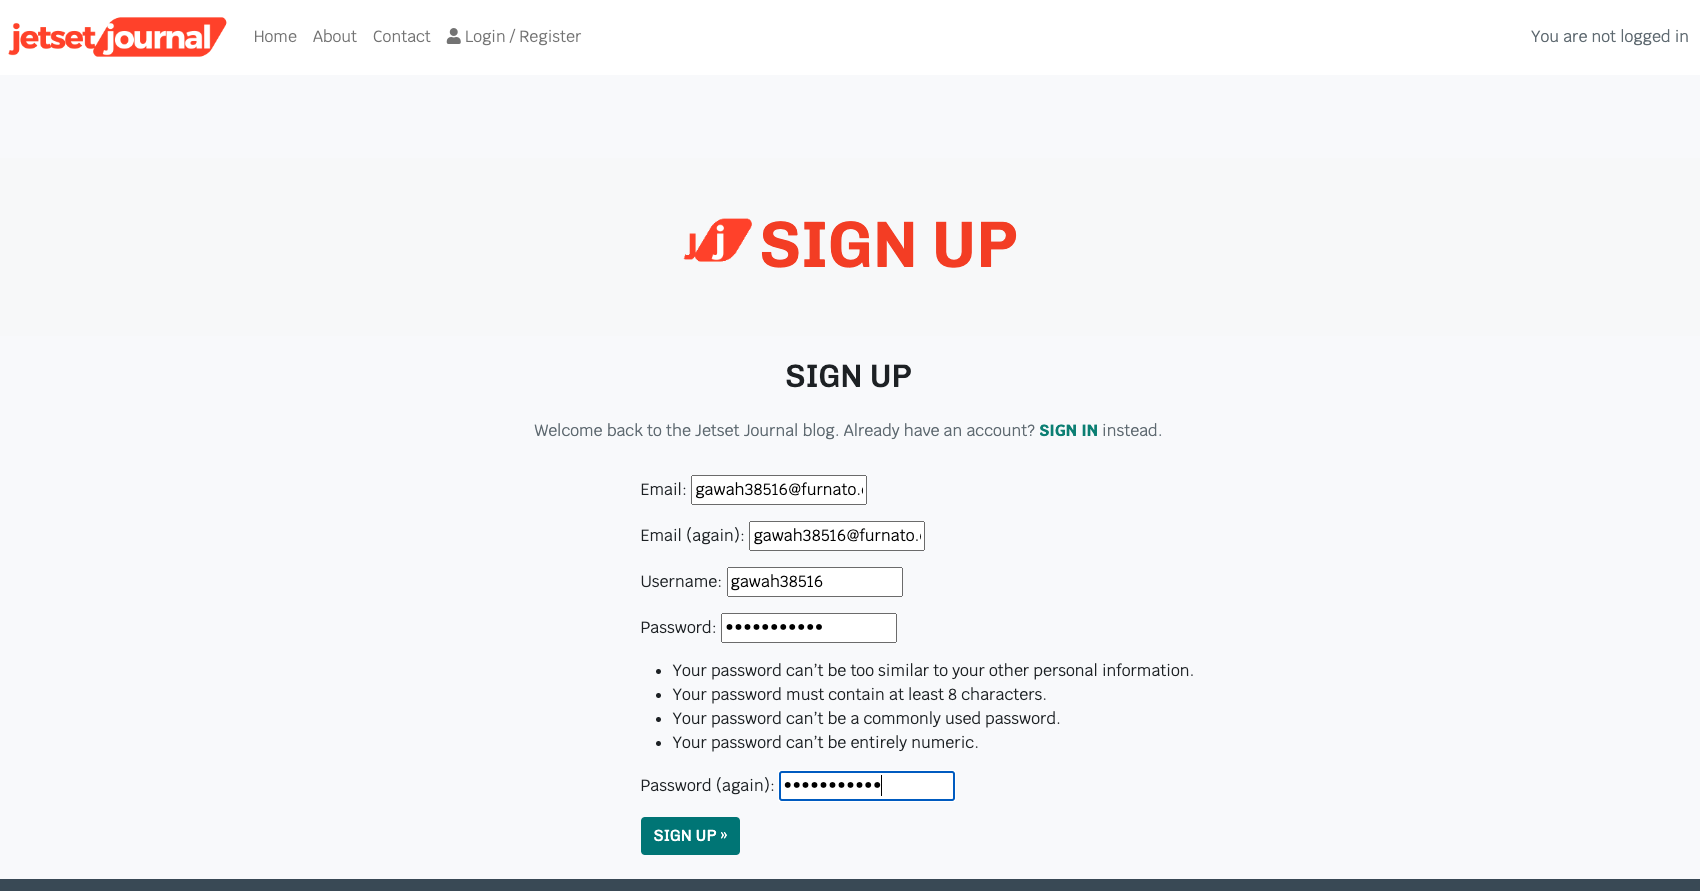 jetset journal Home About Contact Login / Register You are not logged in
Jj SIGN UP
SIGN UP
Welcome back to the Jetset Journal blog. Already have an account? SIGN IN instead.
Email: gawah38516@furnato.
Email (again): gawah38516@furnato.
Username: gawah38516
Password: •••••••••••
• Your password can’t be too similar to your other personal information.
• Your password must contain at least 8 characters.
• Your password can’t be a commonly used password.
• Your password can’t be entirely numeric.
Password (again): •••••••••••
SIGN UP »